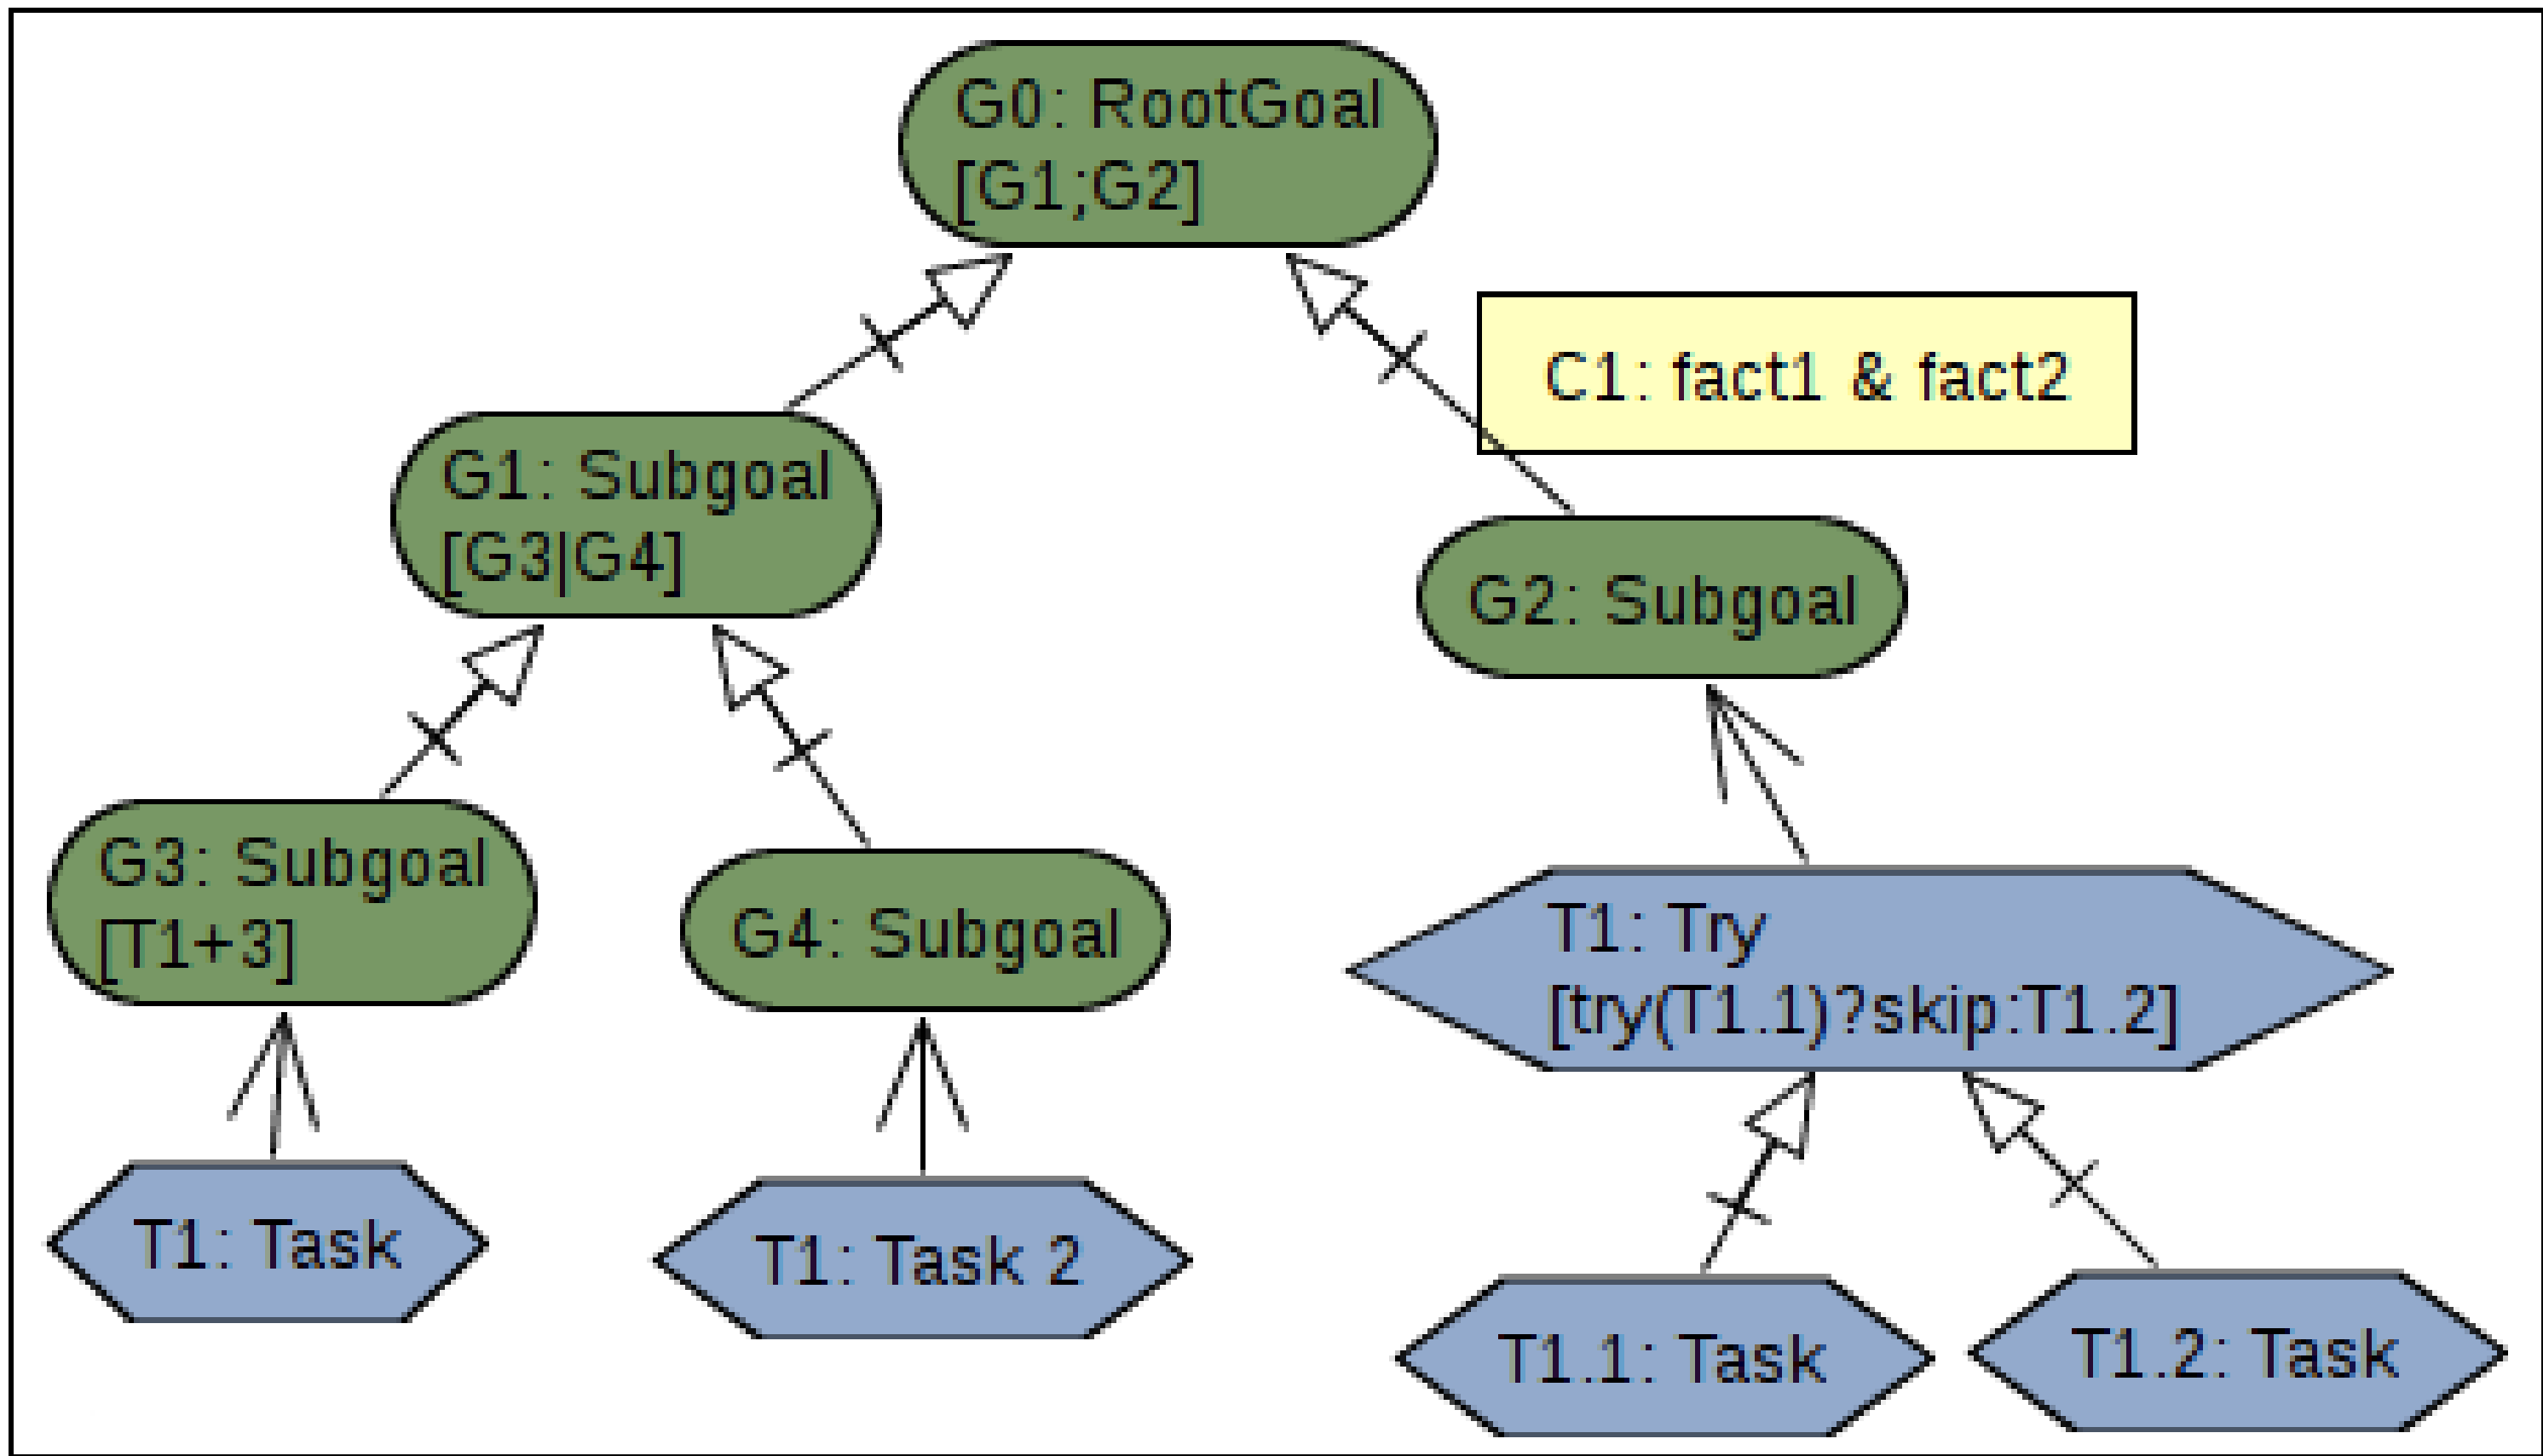 G0: RootGoal
[G1;G2]
C1: fact1 & fact2
G1: Subgoal
[G3|G4]
G2: Subgoal
G3: Subgoal
[T1+3]
G4: Subgoal
T1: Try
[try(T1.1)?skip:T1.2]
T1: Task
T1: Task 2
T1.1: Task
T1.2: Task